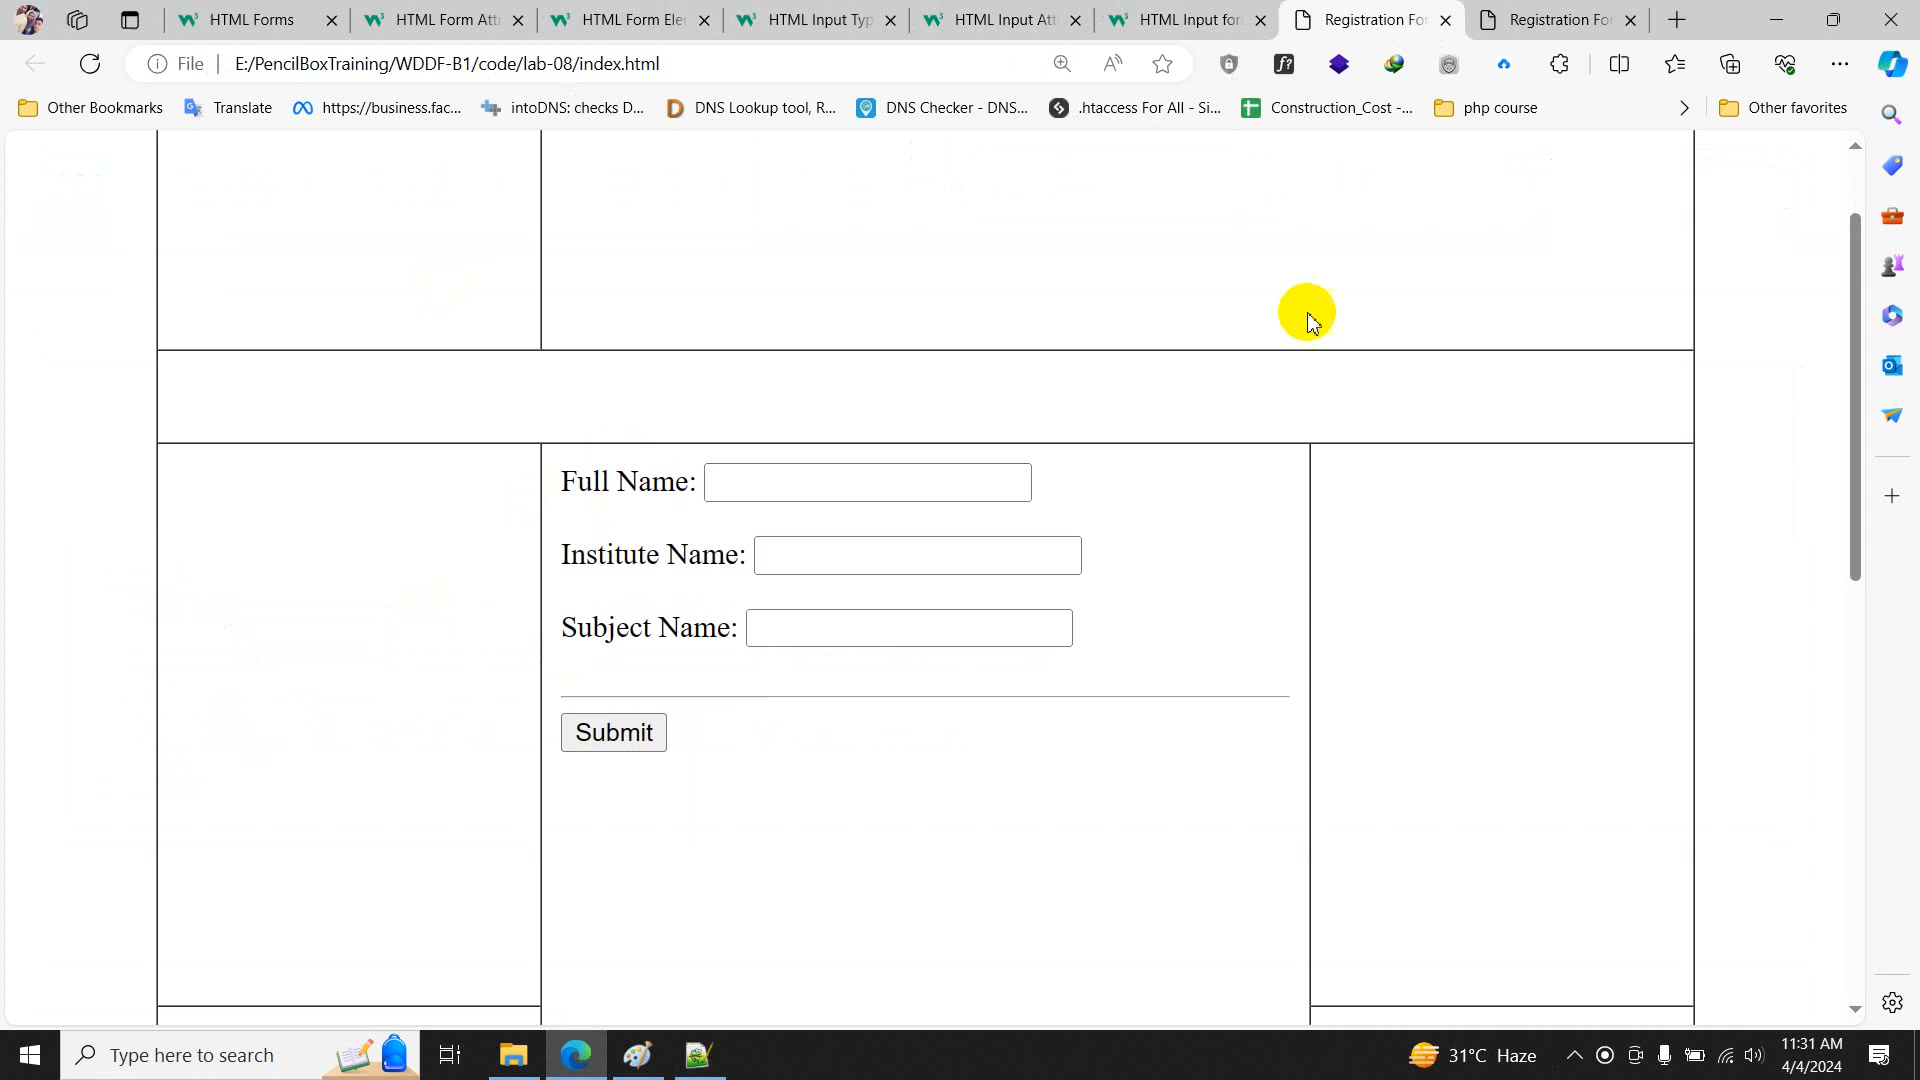 HTML Forms
HTML Form Att
HTML Form Ele
HTML Input Typ
HTML Input Att
HTML Input for
Registration Fo
Registration Fo
File
E:/PencilBoxTraining/WDDF-B1/code/lab-08/index.html
Other Bookmarks
Translate
https://business.fac...
intoDNS: checks D...
DNS Lookup tool, R...
DNS Checker - DNS...
.htaccess For All - Si...
Construction_Cost -...
php course
Other favorites
Full Name:
Institute Name:
Subject Name:
Submit
Type here to search
31°C Haze
11:31 AM
4/4/2024